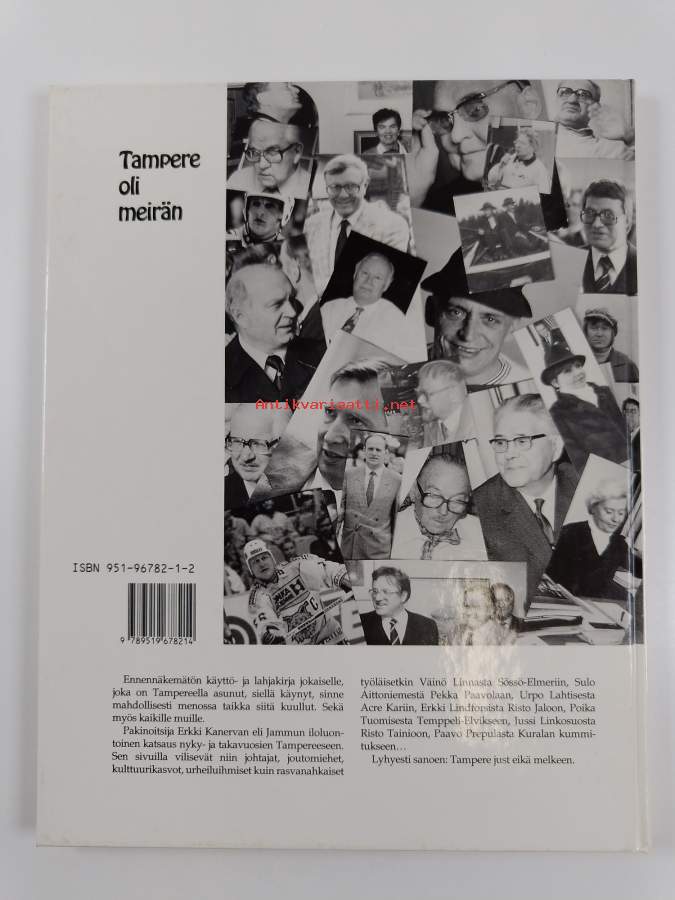 Tampere
oli
meirän
Antikvariaatti.net
ISBN 951-96782-1-2
9 789519 678214
Ennennäkemätön käyttö- ja lahjakirja jokaiselle,
joka on Tampereella asunut, siellä käynyt, sinne
mahdollisesti menossa taikka siitä kuullut. Sekä
myös kaikille muille.
Pakinoitsija Erkki Kanervan eli Jammun iloluon-
toinen katsaus nyky- ja takavuosien Tampereeseen.
Sen sivuilla vilisevät niin johtajat, joutomiehet,
kulttuurikasvot, urheiluihmiset kuin rasvanahkaiset
työläisetkin Väinö Linnasta Sössö-Elmeriin, Sulo
Aittoniemestä Pekka Paavolaan, Urpo Lahtisesta
Acre Kariin, Erkki Lindforsista Risto Jaloon, Poika
Tuomisesta Temppeli-Elvikseen, Jussi Linkosuosta
Risto Tainioon, Paavo Prepulasta Kuralan kummi-
tukseen...
Lyhyesti sanoen: Tampere just eikä melkeen.